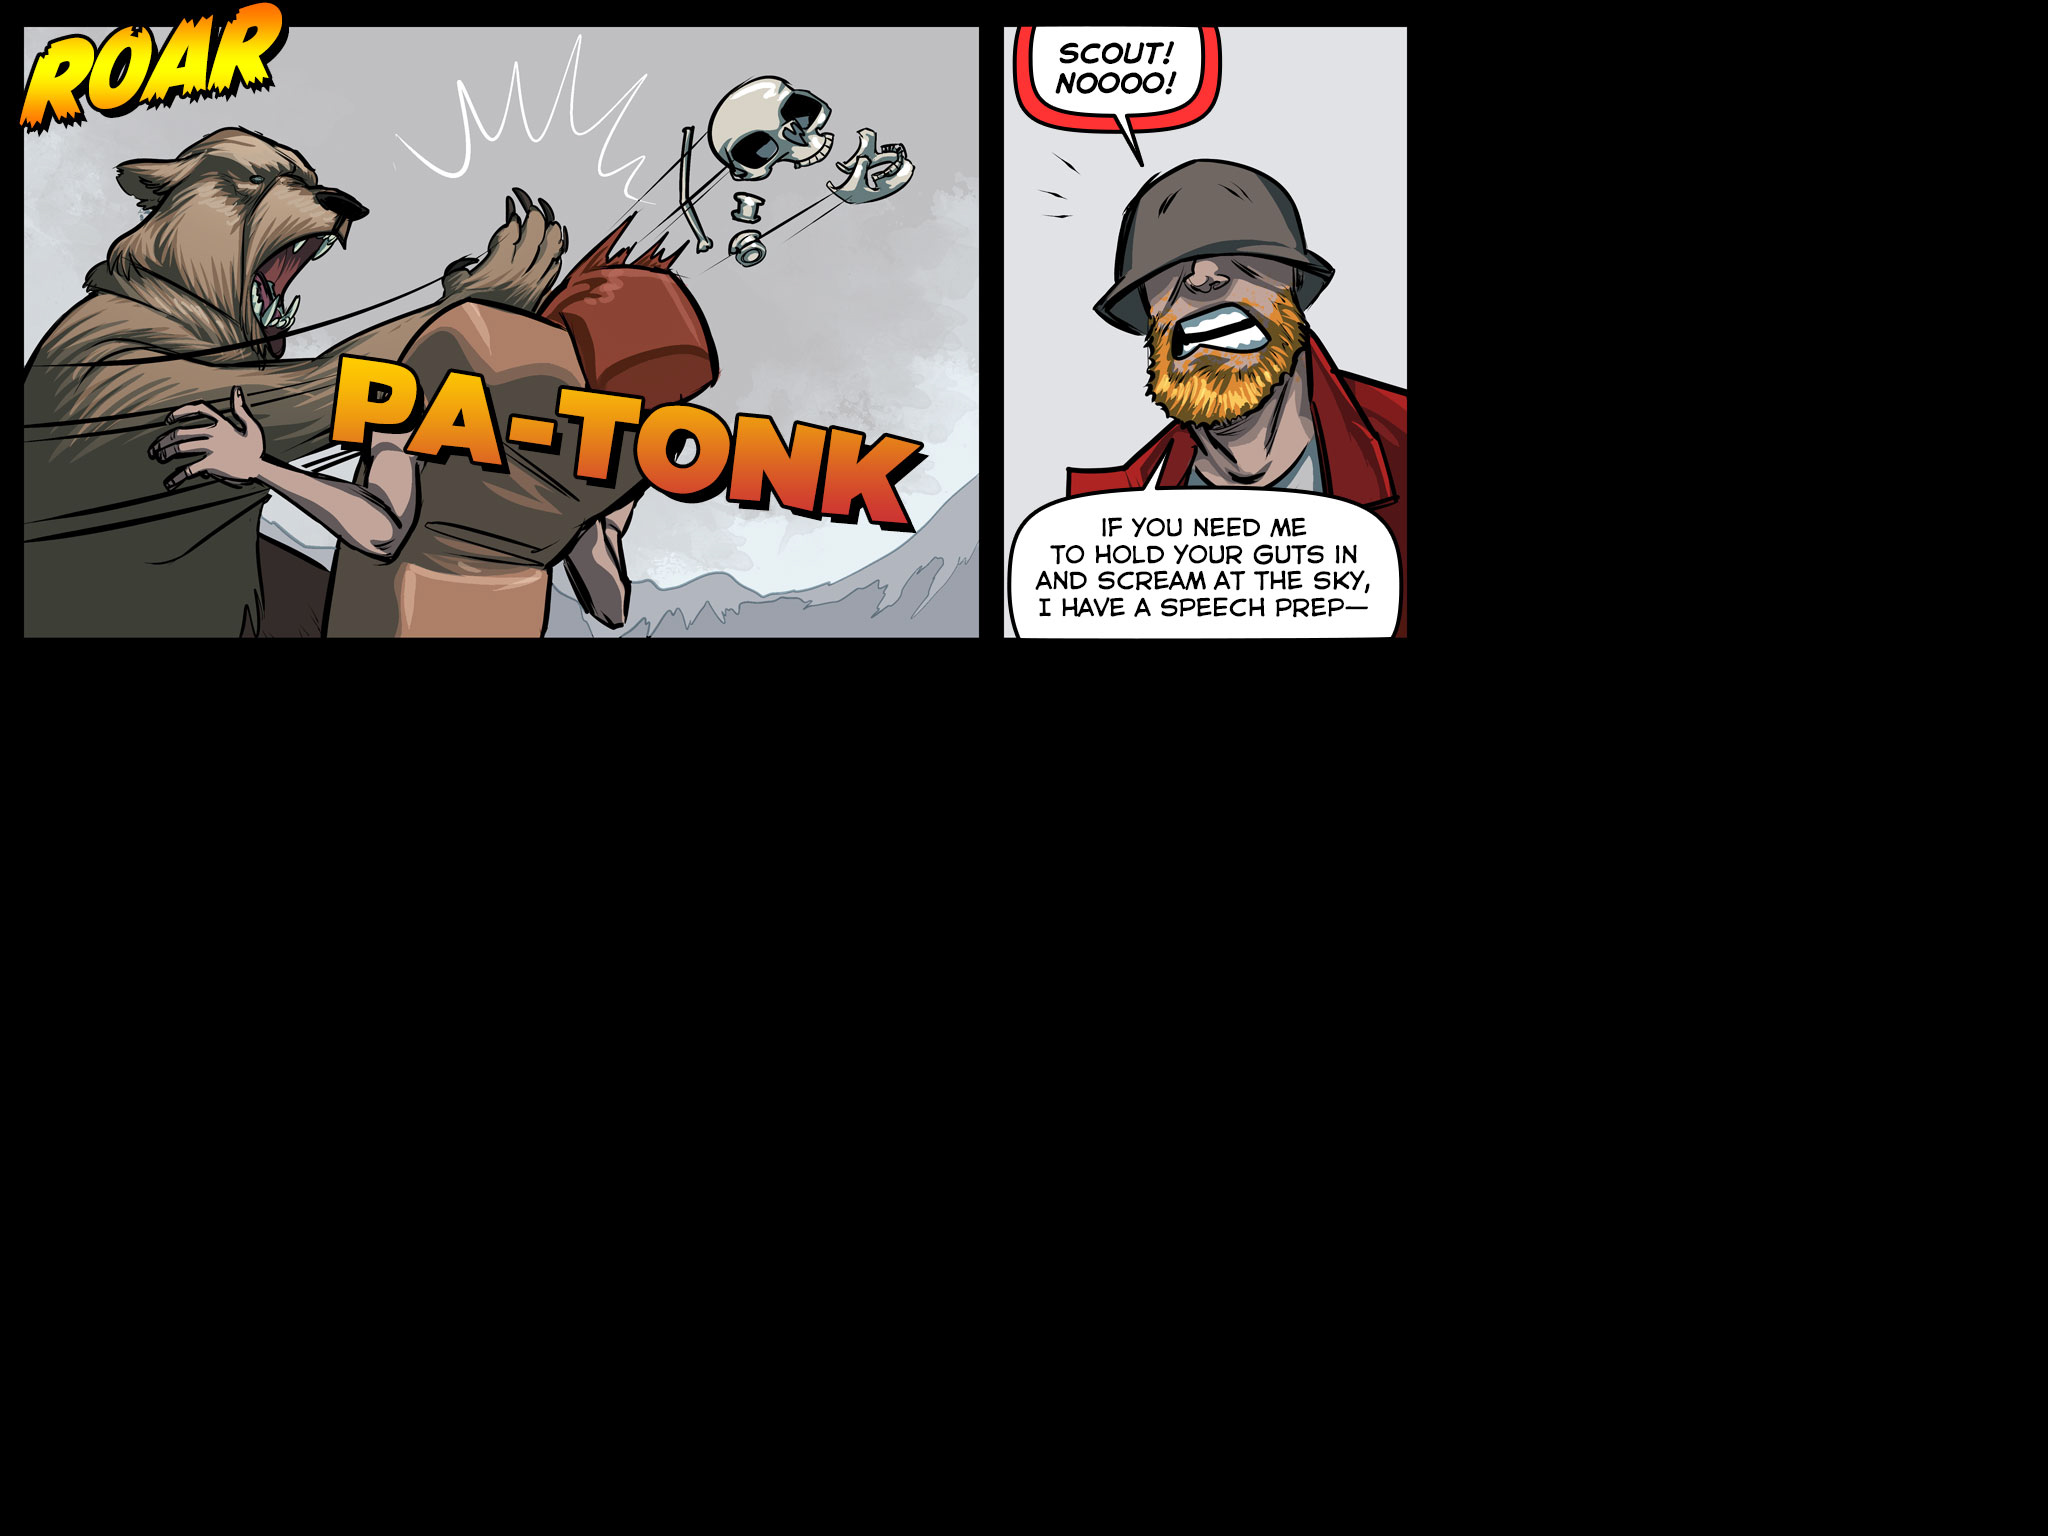 ROAR
PA-TONK
SCOUT!
NOOOO!
IF YOU NEED ME
TO HOLD YOUR GUTS IN
AND SCREAM AT THE SKY,
I HAVE A SPEECH PREP—